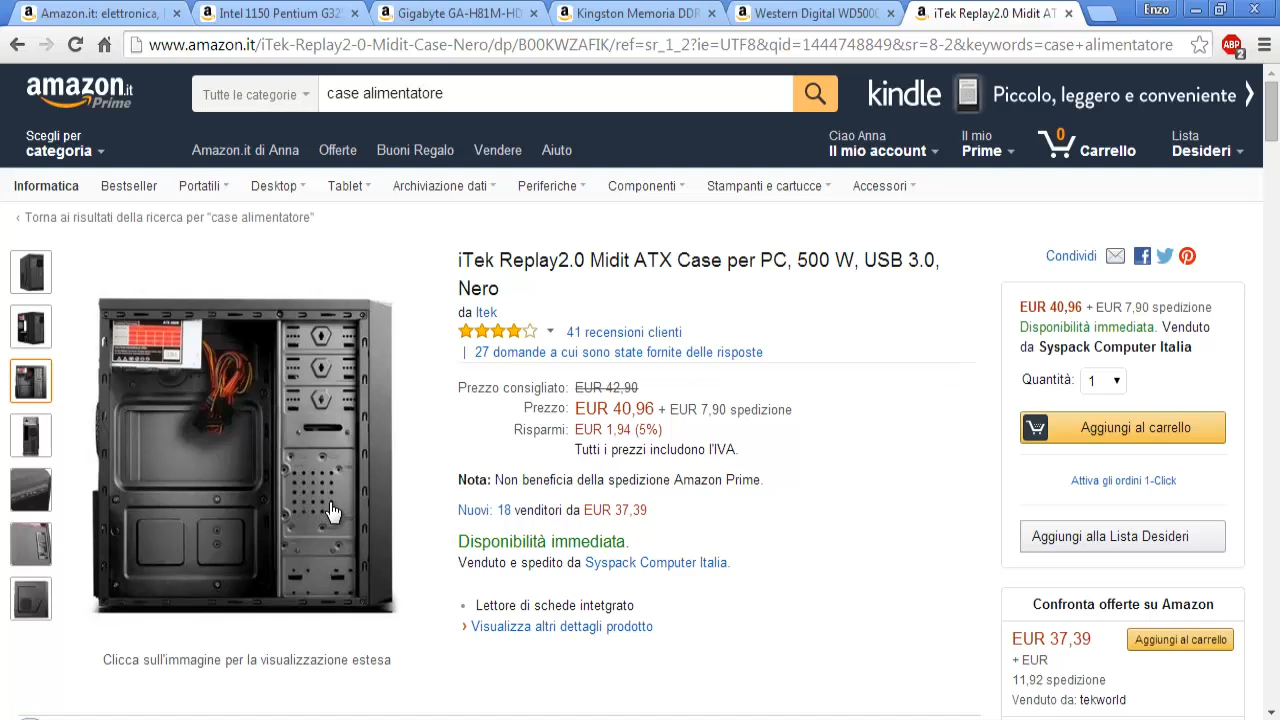 Amazon.it: elettronica, l
Intel 1150 Pentium G32
Gigabyte GA-H81M-HD
Kingston Memoria DDR
Western Digital WD500
iTek Replay2.0 Midit AT
Enzo
www.amazon.it/iTek-Replay2-0-Midit-Case-Nero/dp/B00KWZAFIK/ref=sr_1_2?ie=UTF8&qid=1444748849&sr=8-2&keywords=case+alimentatore
ABP
2
amazon.it
Prime
Tutte le categorie
case alimentatore
kindle
Piccolo, leggero e conveniente
Scegli per
categoria
Amazon.it di Anna
Offerte
Buoni Regalo
Vendere
Aiuto
Ciao Anna
Il mio account
Il mio
Prime
0
Carrello
Lista
Desideri
Informatica
Bestseller
Portatili
Desktop
Tablet
Archiviazione dati
Periferiche
Componenti
Stampanti e cartucce
Accessori
‹ Torna ai risultati della ricerca per "case alimentatore"
iTek Replay2.0 Midit ATX Case per PC, 500 W, USB 3.0,
Nero
da Itek
41 recensioni clienti
| 27 domande a cui sono state fornite delle risposte
Prezzo consigliato: EUR 42,90
Prezzo: EUR 40,96 + EUR 7,90 spedizione
Risparmi: EUR 1,94 (5%)
Tutti i prezzi includono l'IVA.
Nota: Non beneficia della spedizione Amazon Prime.
Nuovi: 18 venditori da EUR 37,39
Disponibilità immediata.
Venduto e spedito da Syspack Computer Italia.
• Lettore di schede intetgrato
› Visualizza altri dettagli prodotto
Clicca sull'immagine per la visualizzazione estesa
Condividi
EUR 40,96 + EUR 7,90 spedizione
Disponibilità immediata. Venduto
da Syspack Computer Italia
Quantità: 1
Aggiungi al carrello
Attiva gli ordini 1-Click
Aggiungi alla Lista Desideri
Confronta offerte su Amazon
EUR 37,39
Aggiungi al carrello
+ EUR
11,92 spedizione
Venduto da: tekworld